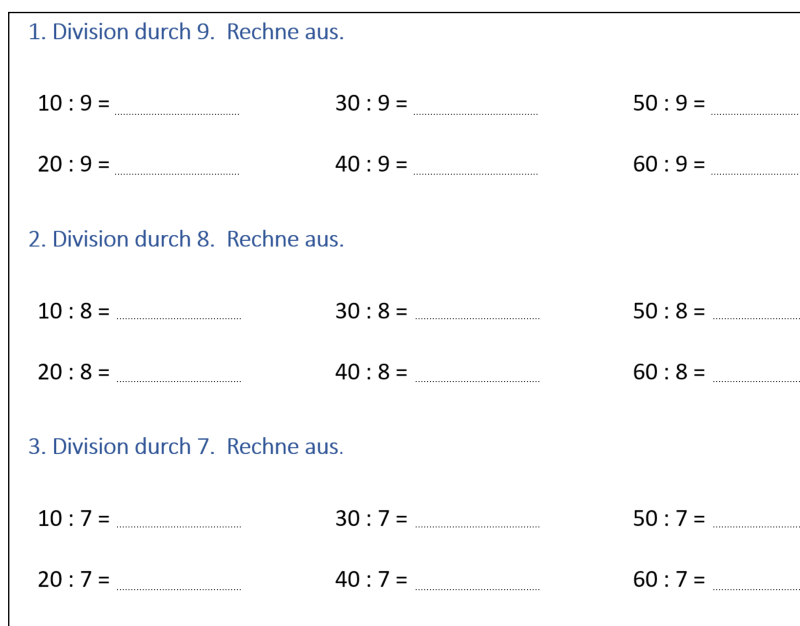 1. Division durch 9. Rechne aus.
10 : 9 = 30 : 9 = 50 : 9 =
20 : 9 = 40 : 9 = 60 : 9 =
2. Division durch 8. Rechne aus.
10 : 8 = 30 : 8 = 50 : 8 =
20 : 8 = 40 : 8 = 60 : 8 =
3. Division durch 7. Rechne aus.
10 : 7 = 30 : 7 = 50 : 7 =
20 : 7 = 40 : 7 = 60 : 7 =